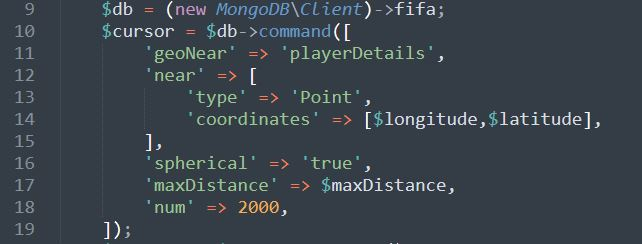 9 $db = (new MongoDB\Client)->fifa;
10 $cursor = $db->command([
11 'geoNear' => 'playerDetails',
12 'near' => [
13 'type' => 'Point',
14 'coordinates' => [$longitude,$latitude],
15 ],
16 'spherical' => 'true',
17 'maxDistance' => $maxDistance,
18 'num' => 2000,
19 ]);